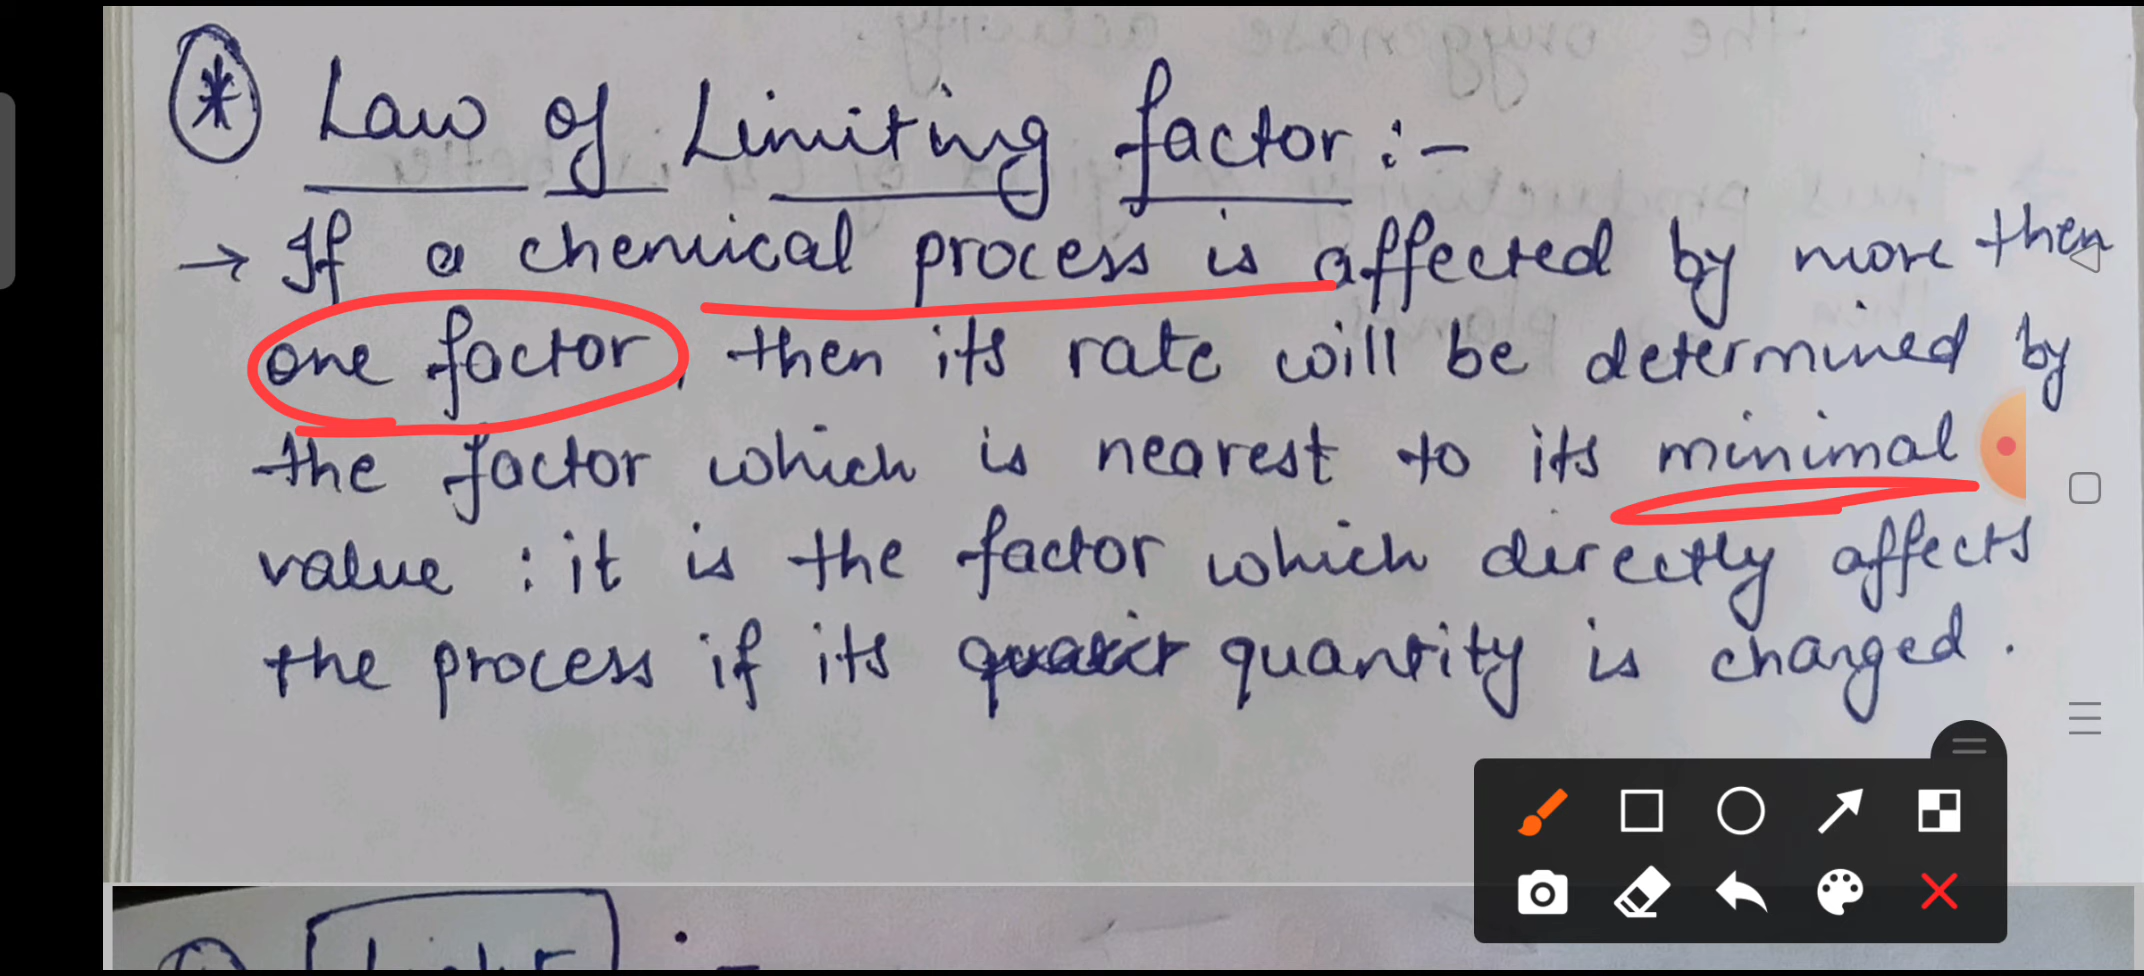 * Law of Limiting factor :-
→ If a chemical process is affected by more then
one factor, then its rate will be determined by
the factor which is nearest to its minimal
value : it is the factor which directly affects
the process if its quantity is changed.
Light :-